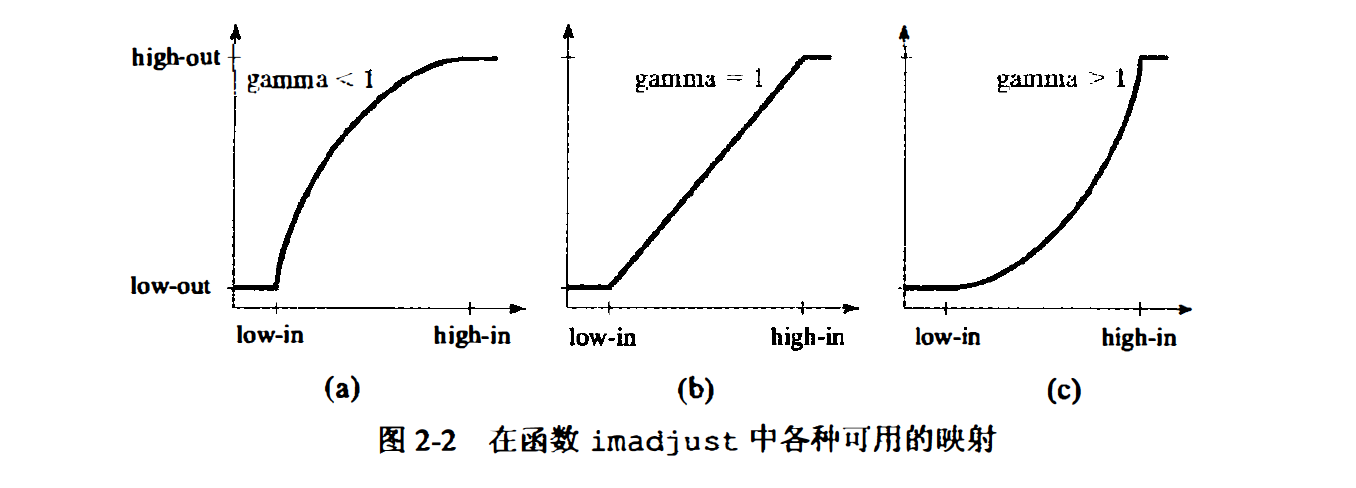 high-out
gamma < 1
gamma = 1
gamma > 1
low-out
low-in
high-in
low-in
high-in
low-in
high-in
(a)
(b)
(c)
图 2-2 在函数 imadjust 中各种可用的映射